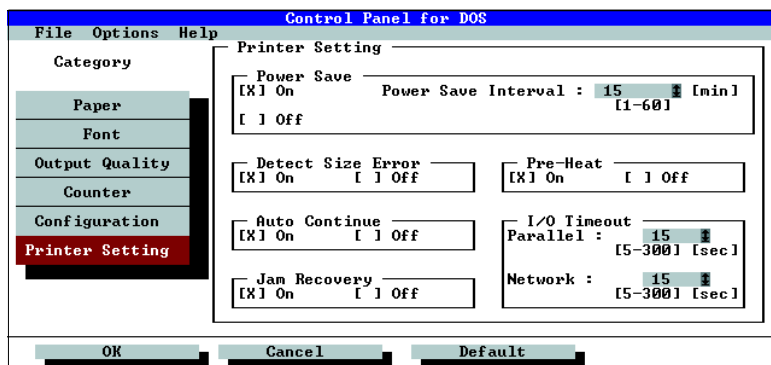 Control Panel for DOS
File Options Help
Category
Paper
Font
Output Quality
Counter
Configuration
Printer Setting
Printer Setting
Power Save
[X] On Power Save Interval : 15 [min]
[1-60]
[ ] Off
Detect Size Error
[X] On [ ] Off
Pre-Heat
[X] On [ ] Off
Auto Continue
[X] On [ ] Off
I/O Timeout
Parallel : 15
[5-300] [sec]
Jam Recovery
[X] On [ ] Off
Network : 15
[5-300] [sec]
OK Cancel Default